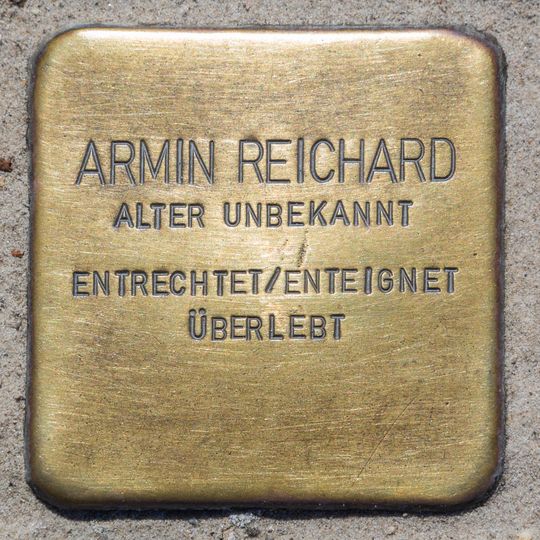 ARMIN REICHARD
ALTER UNBEKANNT
ENTRECHTET/ENTEIGNET
ÜBERLEBT